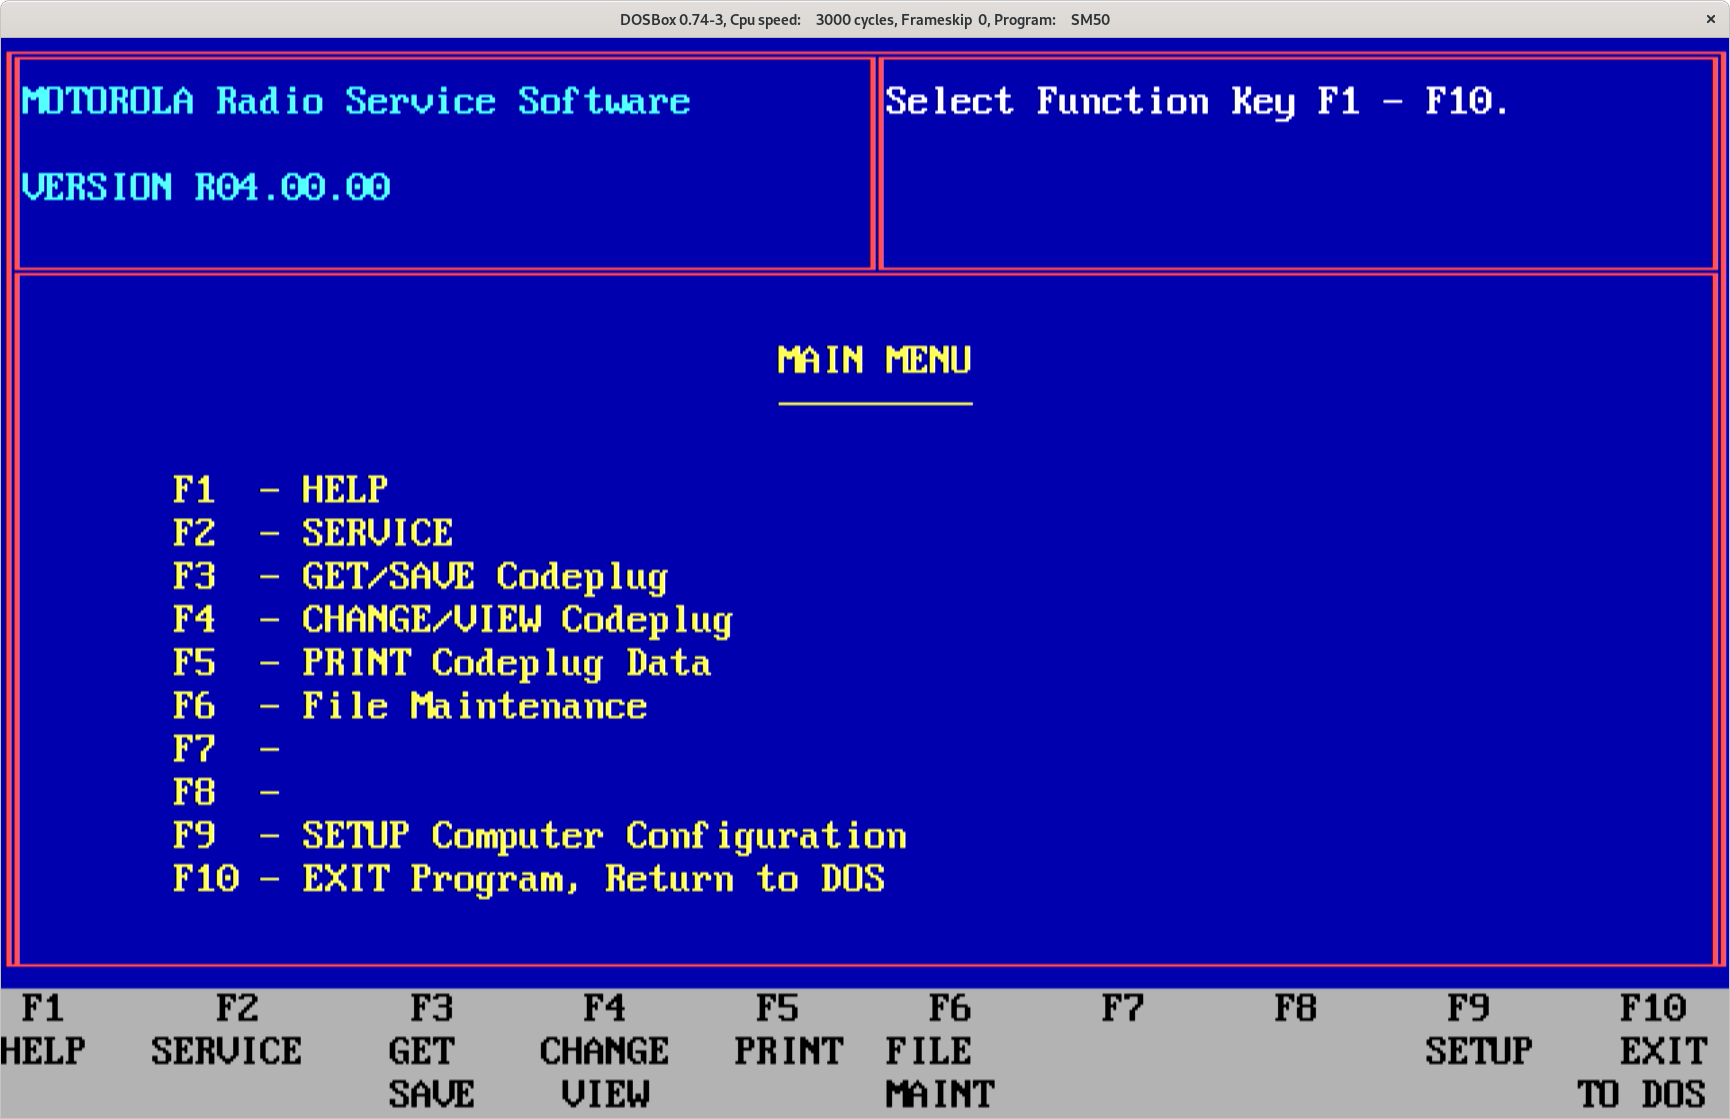 DOSBox 0.74-3, Cpu speed:    3000 cycles, Frameskip  0, Program:    SM50
×
MOTOROLA Radio Service Software
VERSION R04.00.00
Select Function Key F1 - F10.
MAIN MENU
F1  - HELP
F2  - SERVICE
F3  - GET/SAVE Codeplug
F4  - CHANGE/VIEW Codeplug
F5  - PRINT Codeplug Data
F6  - File Maintenance
F7  -
F8  -
F9  - SETUP Computer Configuration
F10 - EXIT Program, Return to DOS
F1 F2 F3 F4 F5 F6 F7 F8 F9 F10
HELP SERVICE GET CHANGE PRINT FILE SETUP EXIT
SAVE VIEW MAINT TO DOS